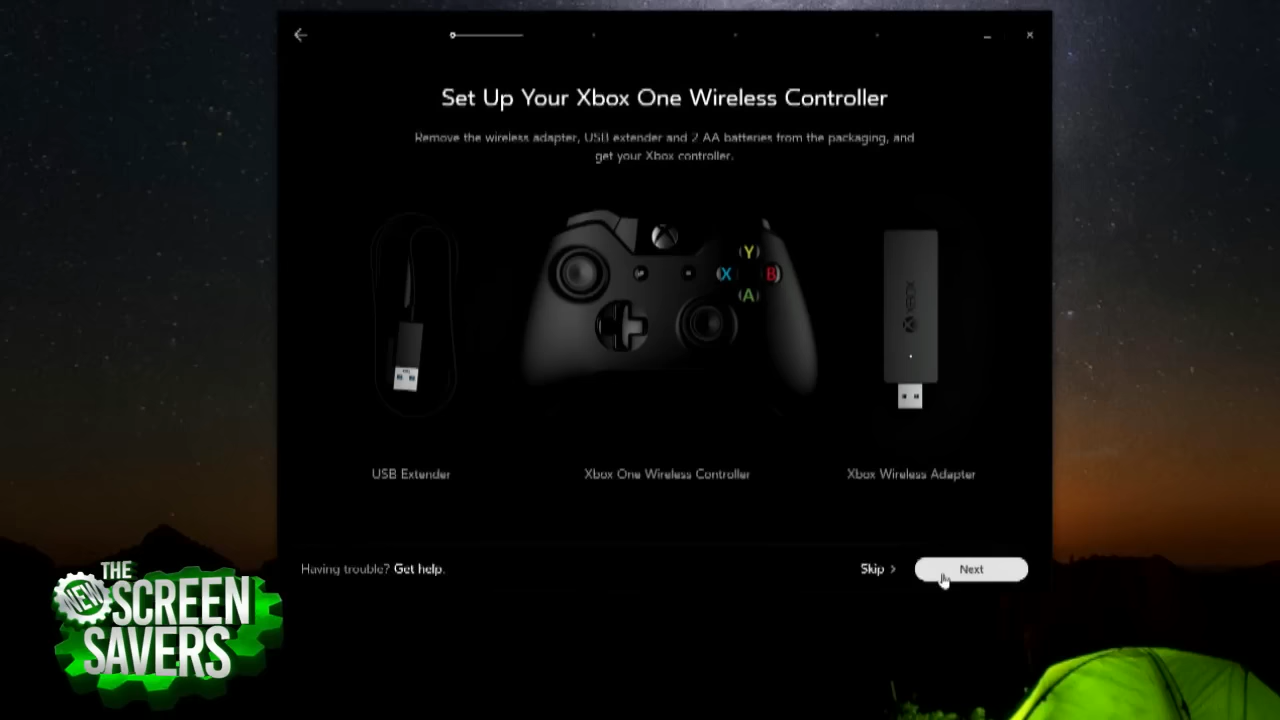 Set Up Your Xbox One Wireless Controller
Remove the wireless adapter, USB extender and 2 AA batteries from the packaging, and
get your Xbox controller.
Y
X B
A
XBOX
USB Extender
Xbox One Wireless Controller
Xbox Wireless Adapter
Having trouble? Get help.
Skip
Next
THE
NEW
SCREEN
SAVERS